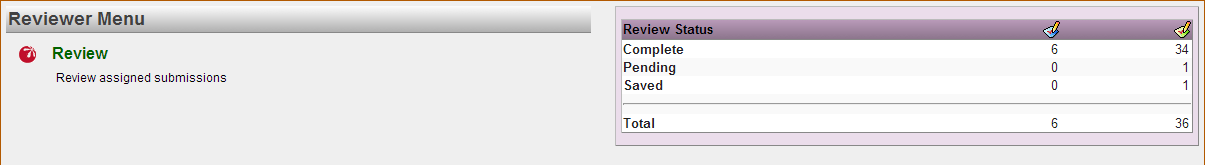 Reviewer Menu
Review
Review assigned submissions
Review Status
Complete 6 34
Pending 0 1
Saved 0 1
Total 6 36